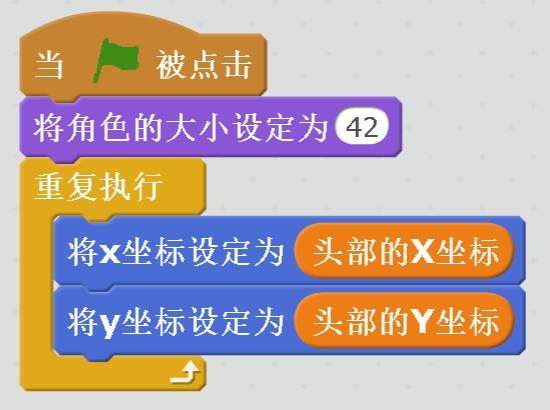 当 被点击
将角色的大小设定为 42
重复执行
将x坐标设定为 头部的X坐标
将y坐标设定为 头部的Y坐标